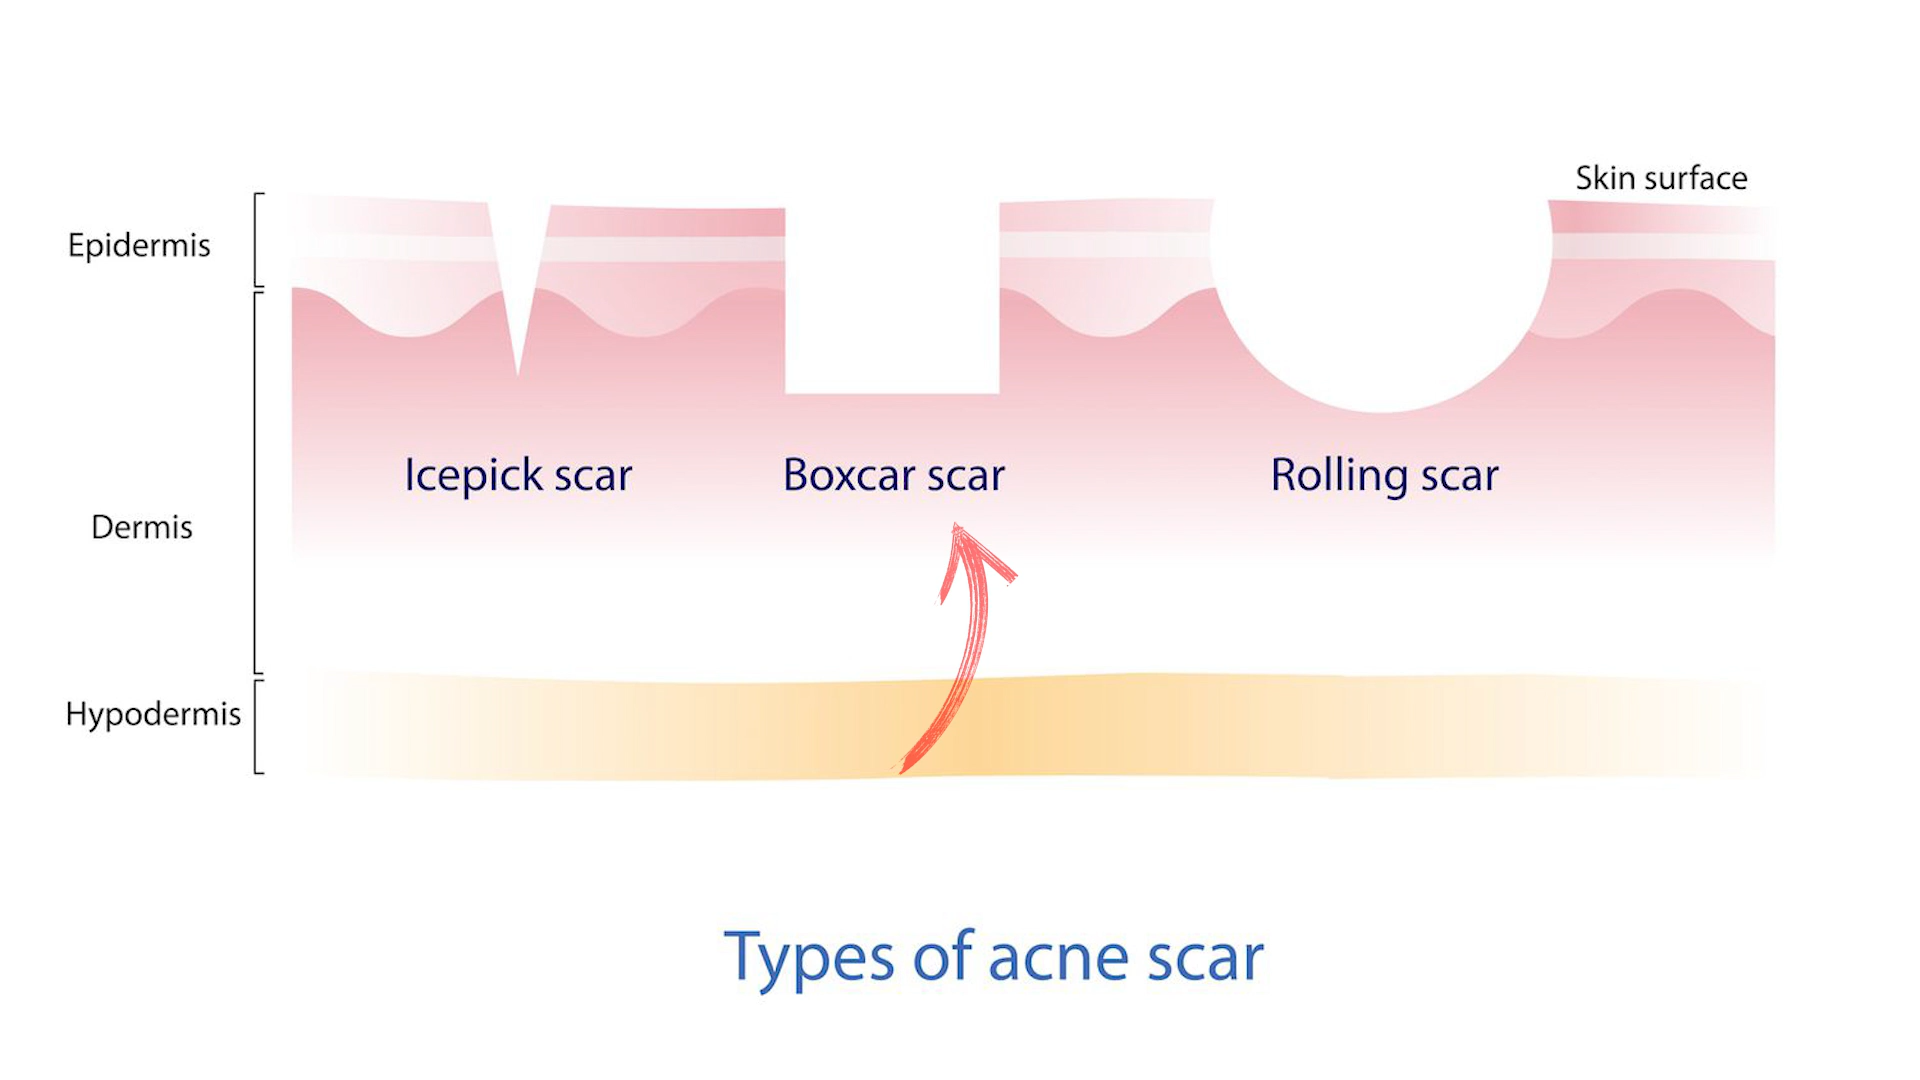 Skin surface
Epidermis
Icepick scar
Boxcar scar
Rolling scar
Dermis
Hypodermis
Types of acne scar